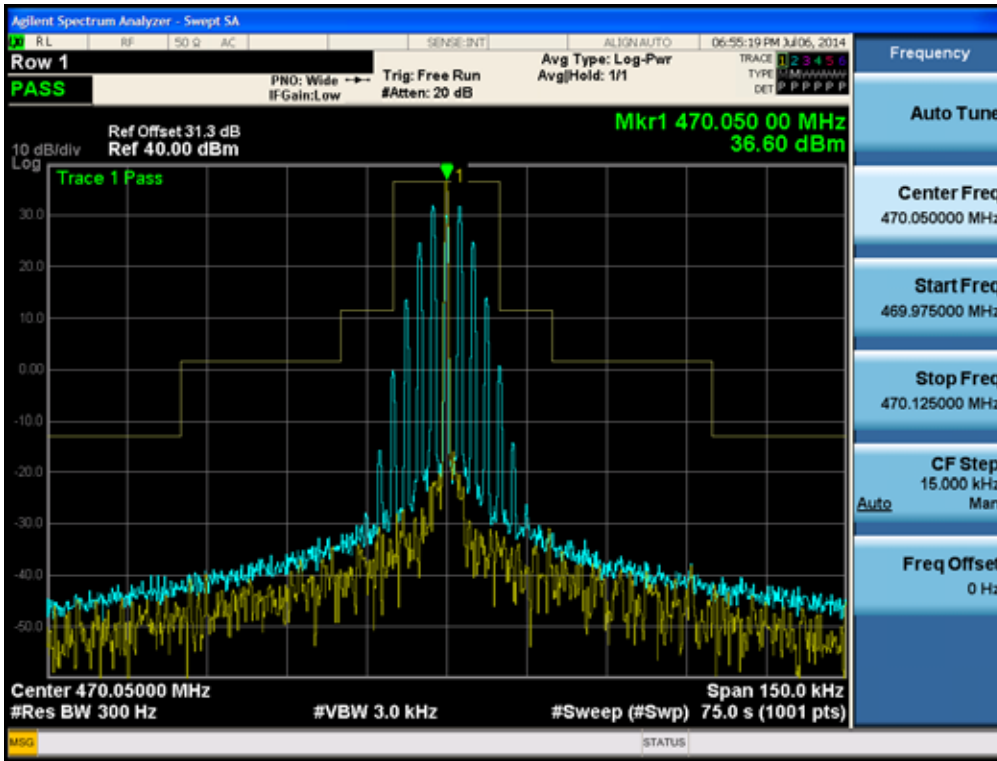 Agilent Spectrum Analyzer - Swept SA
RL RF 50 Ω AC SENSE:INT ALIGN AUTO 06:55:19 PM Jul 06, 2014
Row 1
PASS
PNO: Wide
IFGain:Low
Trig: Free Run
#Atten: 20 dB
Avg Type: Log-Pwr
Avg|Hold: 1/1
TRACE 1 2 3 4 5 6
TYPE
DET P P P P P P
Frequency
Auto Tune
Mkr1 470.050 00 MHz
36.60 dBm
Ref Offset 31.3 dB
10 dB/div Ref 40.00 dBm
Log
Trace 1 Pass
1
30.0
20.0
10.0
0.00
-10.0
-20.0
-30.0
-40.0
-50.0
Center Freq
470.050000 MHz
Start Freq
469.975000 MHz
Stop Freq
470.125000 MHz
CF Step
15.000 kHz
Auto Man
Freq Offset
0 Hz
Center 470.05000 MHz Span 150.0 kHz
#Res BW 300 Hz #VBW 3.0 kHz #Sweep (#Swp) 75.0 s (1001 pts)
MSG STATUS